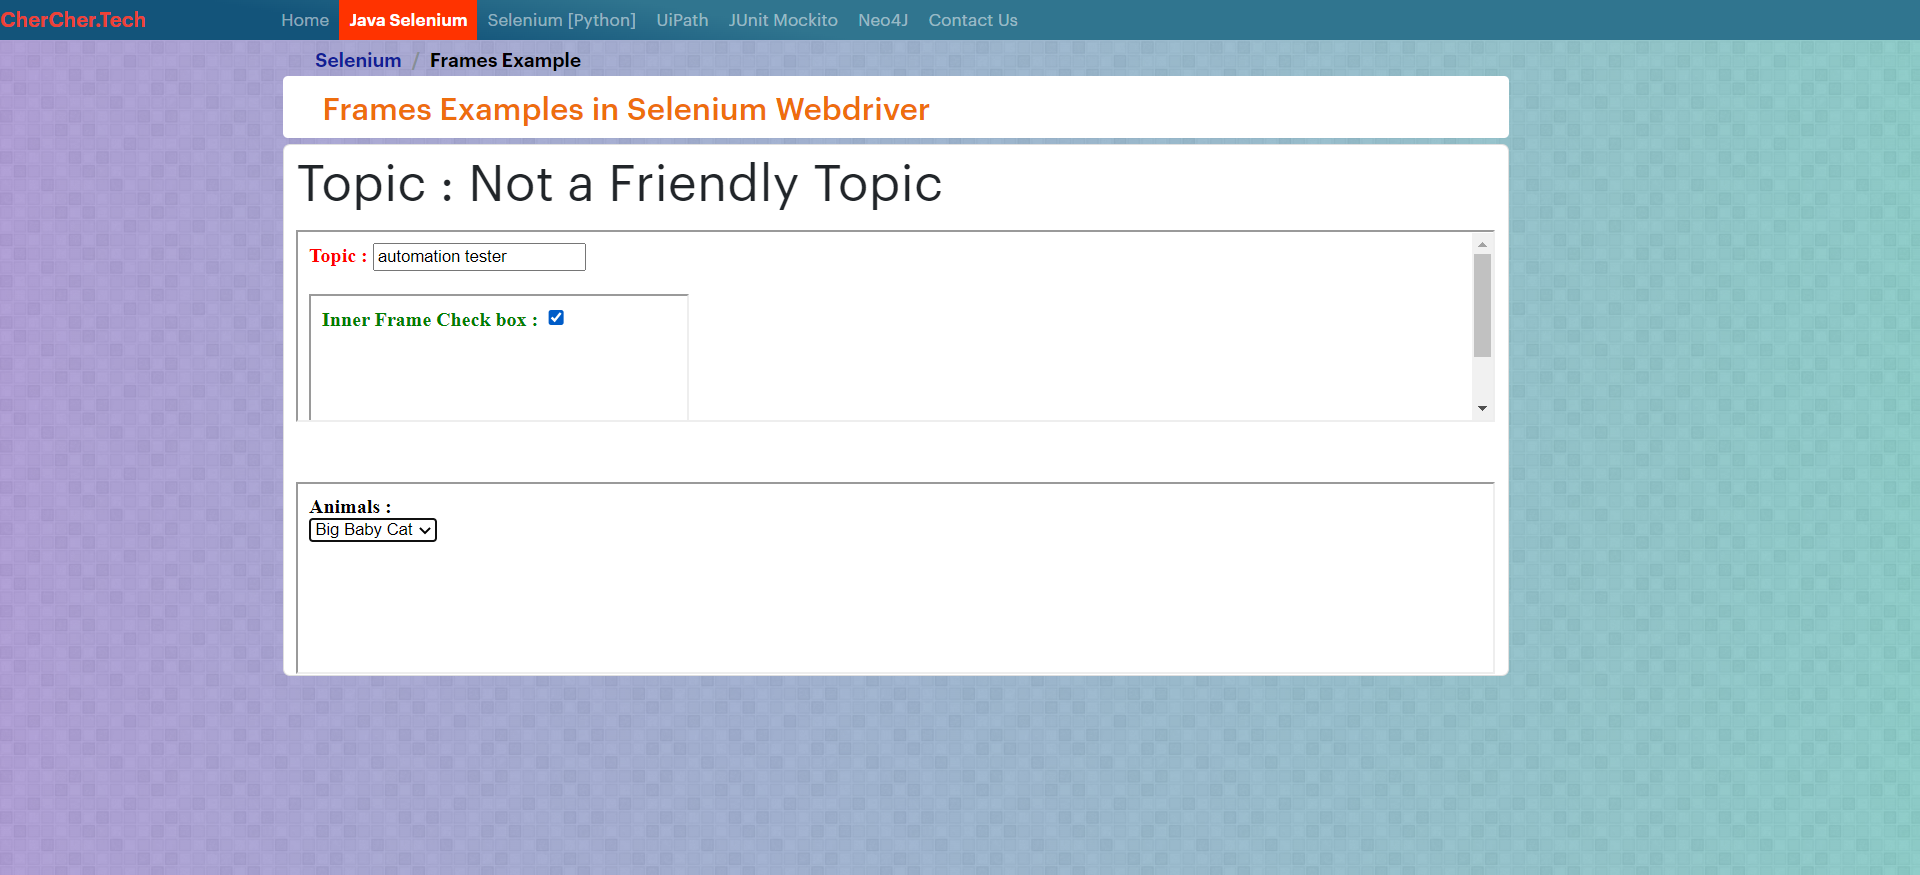 CherCher.Tech Home Java Selenium Selenium [Python] UiPath JUnit Mockito Neo4J Contact Us
Selenium / Frames Example
Frames Examples in Selenium Webdriver
Topic : Not a Friendly Topic
Topic : automation tester
Inner Frame Check box :
Animals :
Big Baby Cat